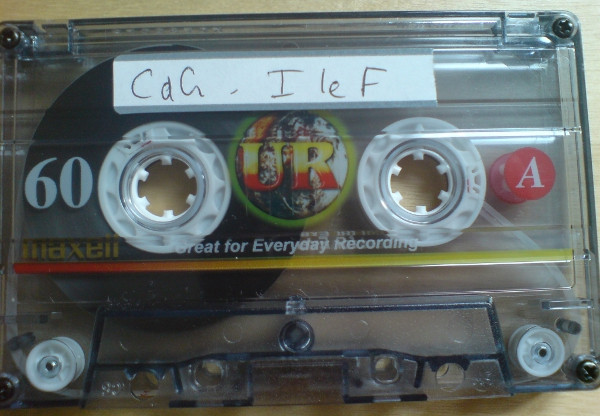 CdG - IleF
60
UR
A
maxell
Great for Everyday Recording